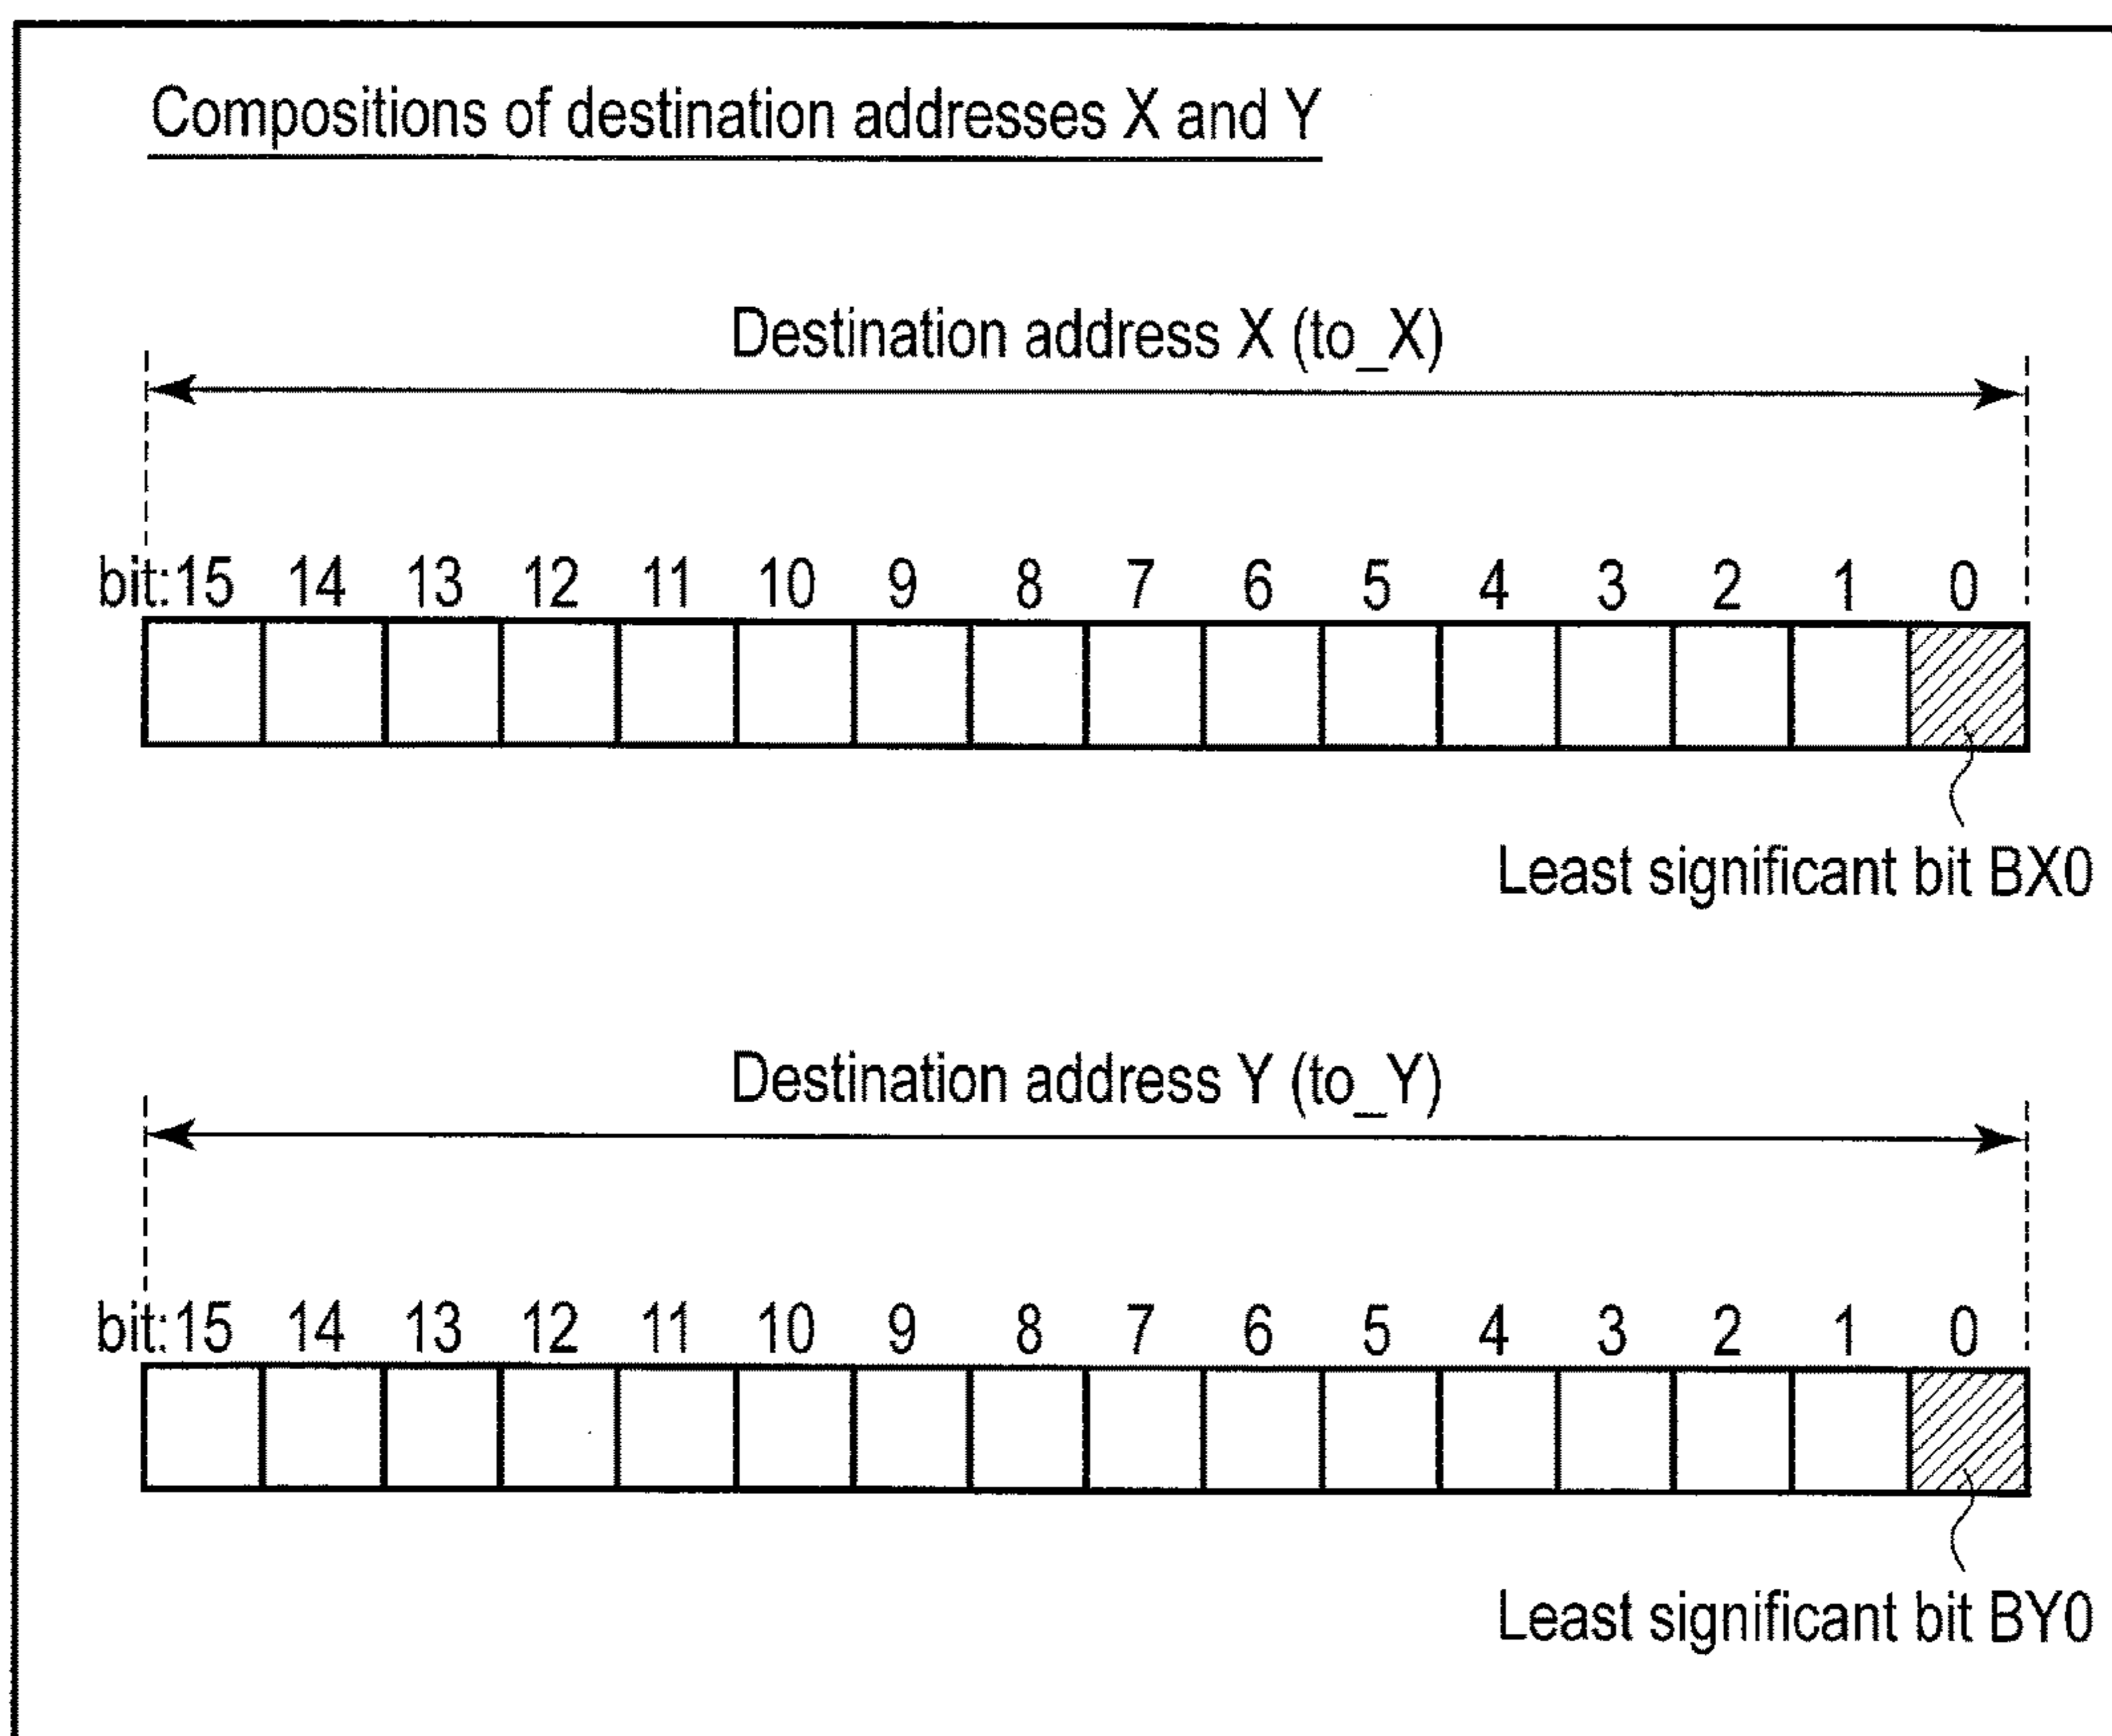 Compositions of destination addresses X and Y
Destination address X (to_X)
bit:15 14 13 12 11 10 9 8 7 6 5 4 3 2 1 0
Least significant bit BX0
Destination address Y (to_Y)
bit:15 14 13 12 11 10 9 8 7 6 5 4 3 2 1 0
Least significant bit BY0